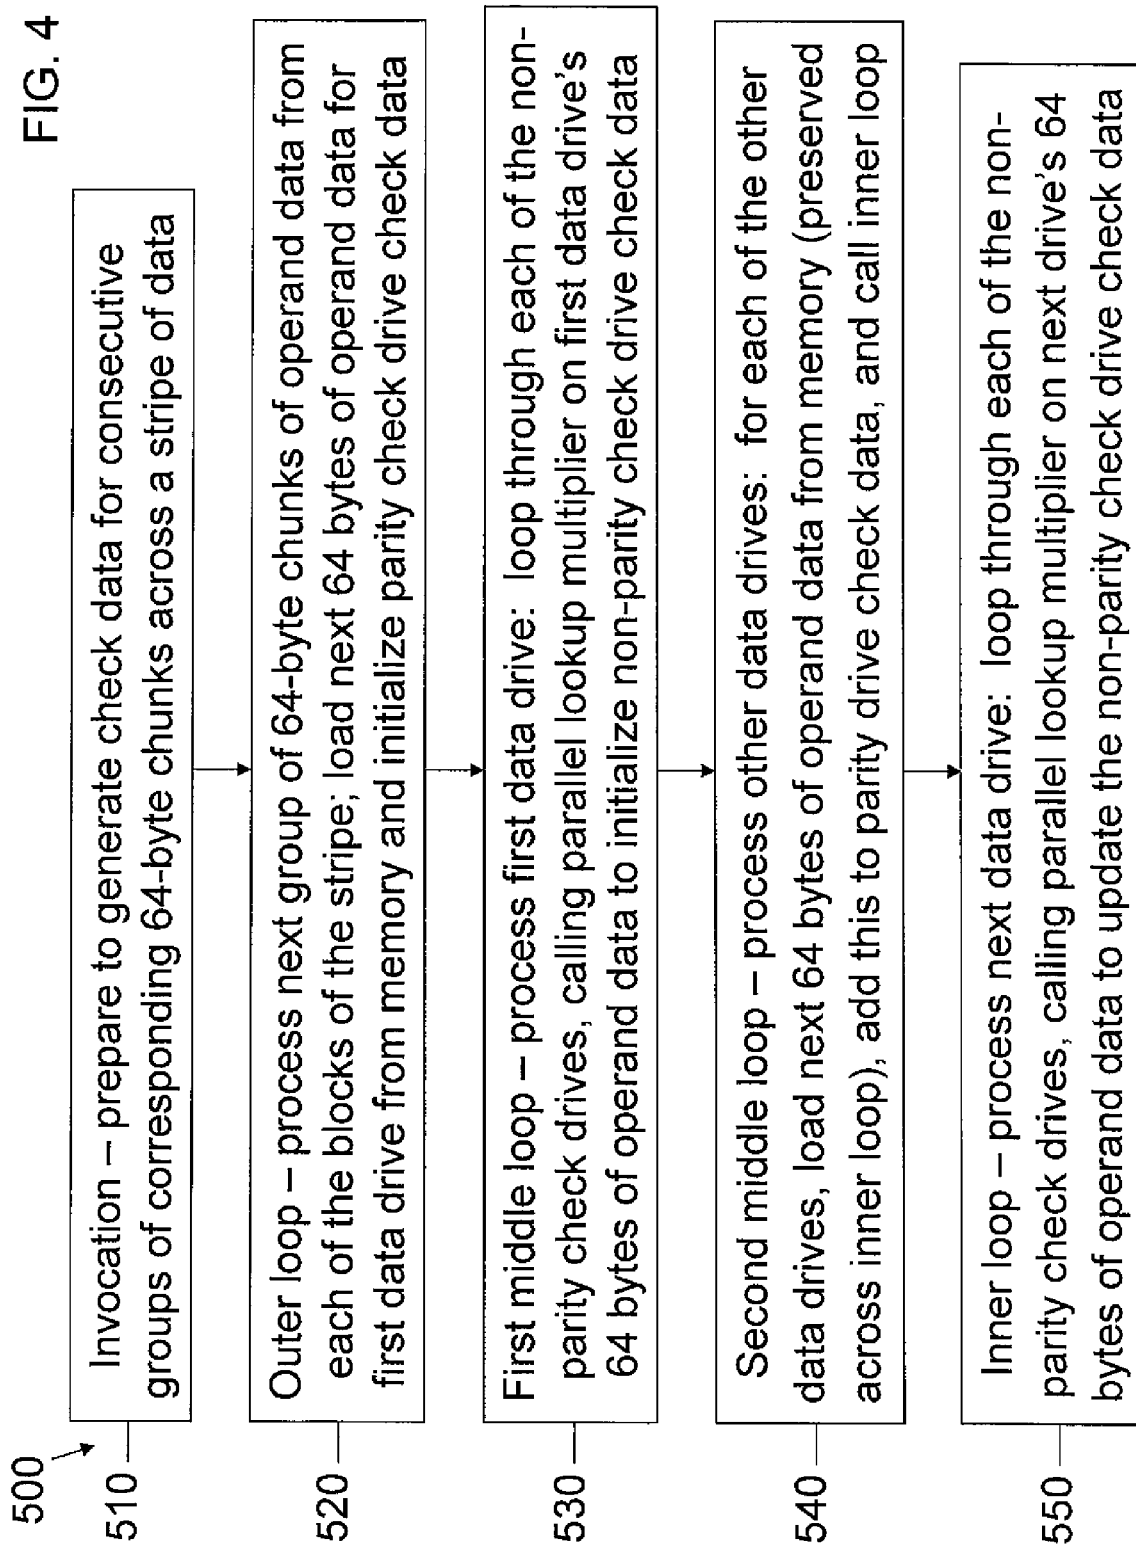 FIG. 4
500
510
Invocation – prepare to generate check data for consecutive
groups of corresponding 64-byte chunks across a stripe of data
520
Outer loop – process next group of 64-byte chunks of operand data from
each of the blocks of the stripe; load next 64 bytes of operand data for
first data drive from memory and initialize parity check drive check data
530
First middle loop – process first data drive: loop through each of the non-
parity check drives, calling parallel lookup multiplier on first data drive's
64 bytes of operand data to initialize non-parity check drive check data
540
Second middle loop – process other data drives: for each of the other
data drives, load next 64 bytes of operand data from memory (preserved
across inner loop), add this to parity drive check data, and call inner loop
550
Inner loop – process next data drive: loop through each of the non-
parity check drives, calling parallel lookup multiplier on next drive's 64
bytes of operand data to update the non-parity check drive check data